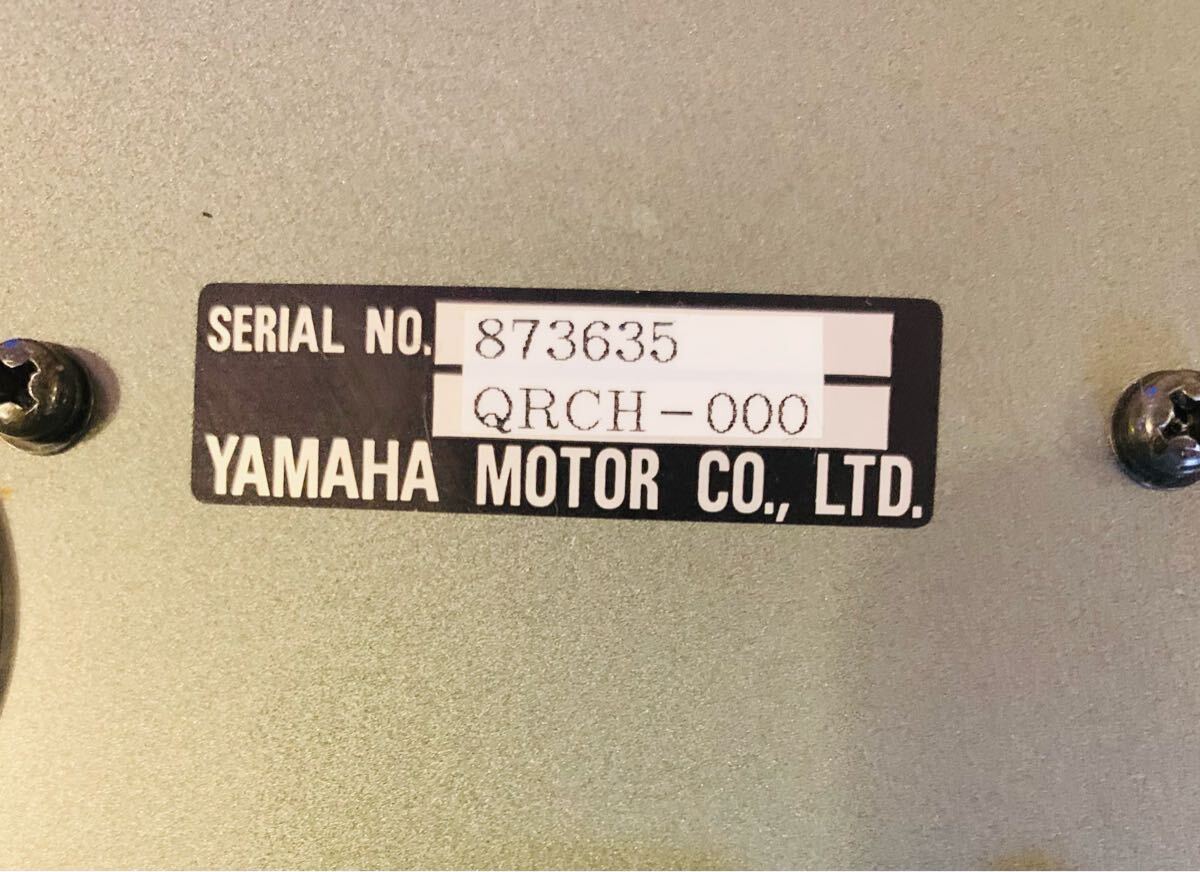 SERIAL NO. 873635
QRCH-000
YAMAHA MOTOR CO., LTD.